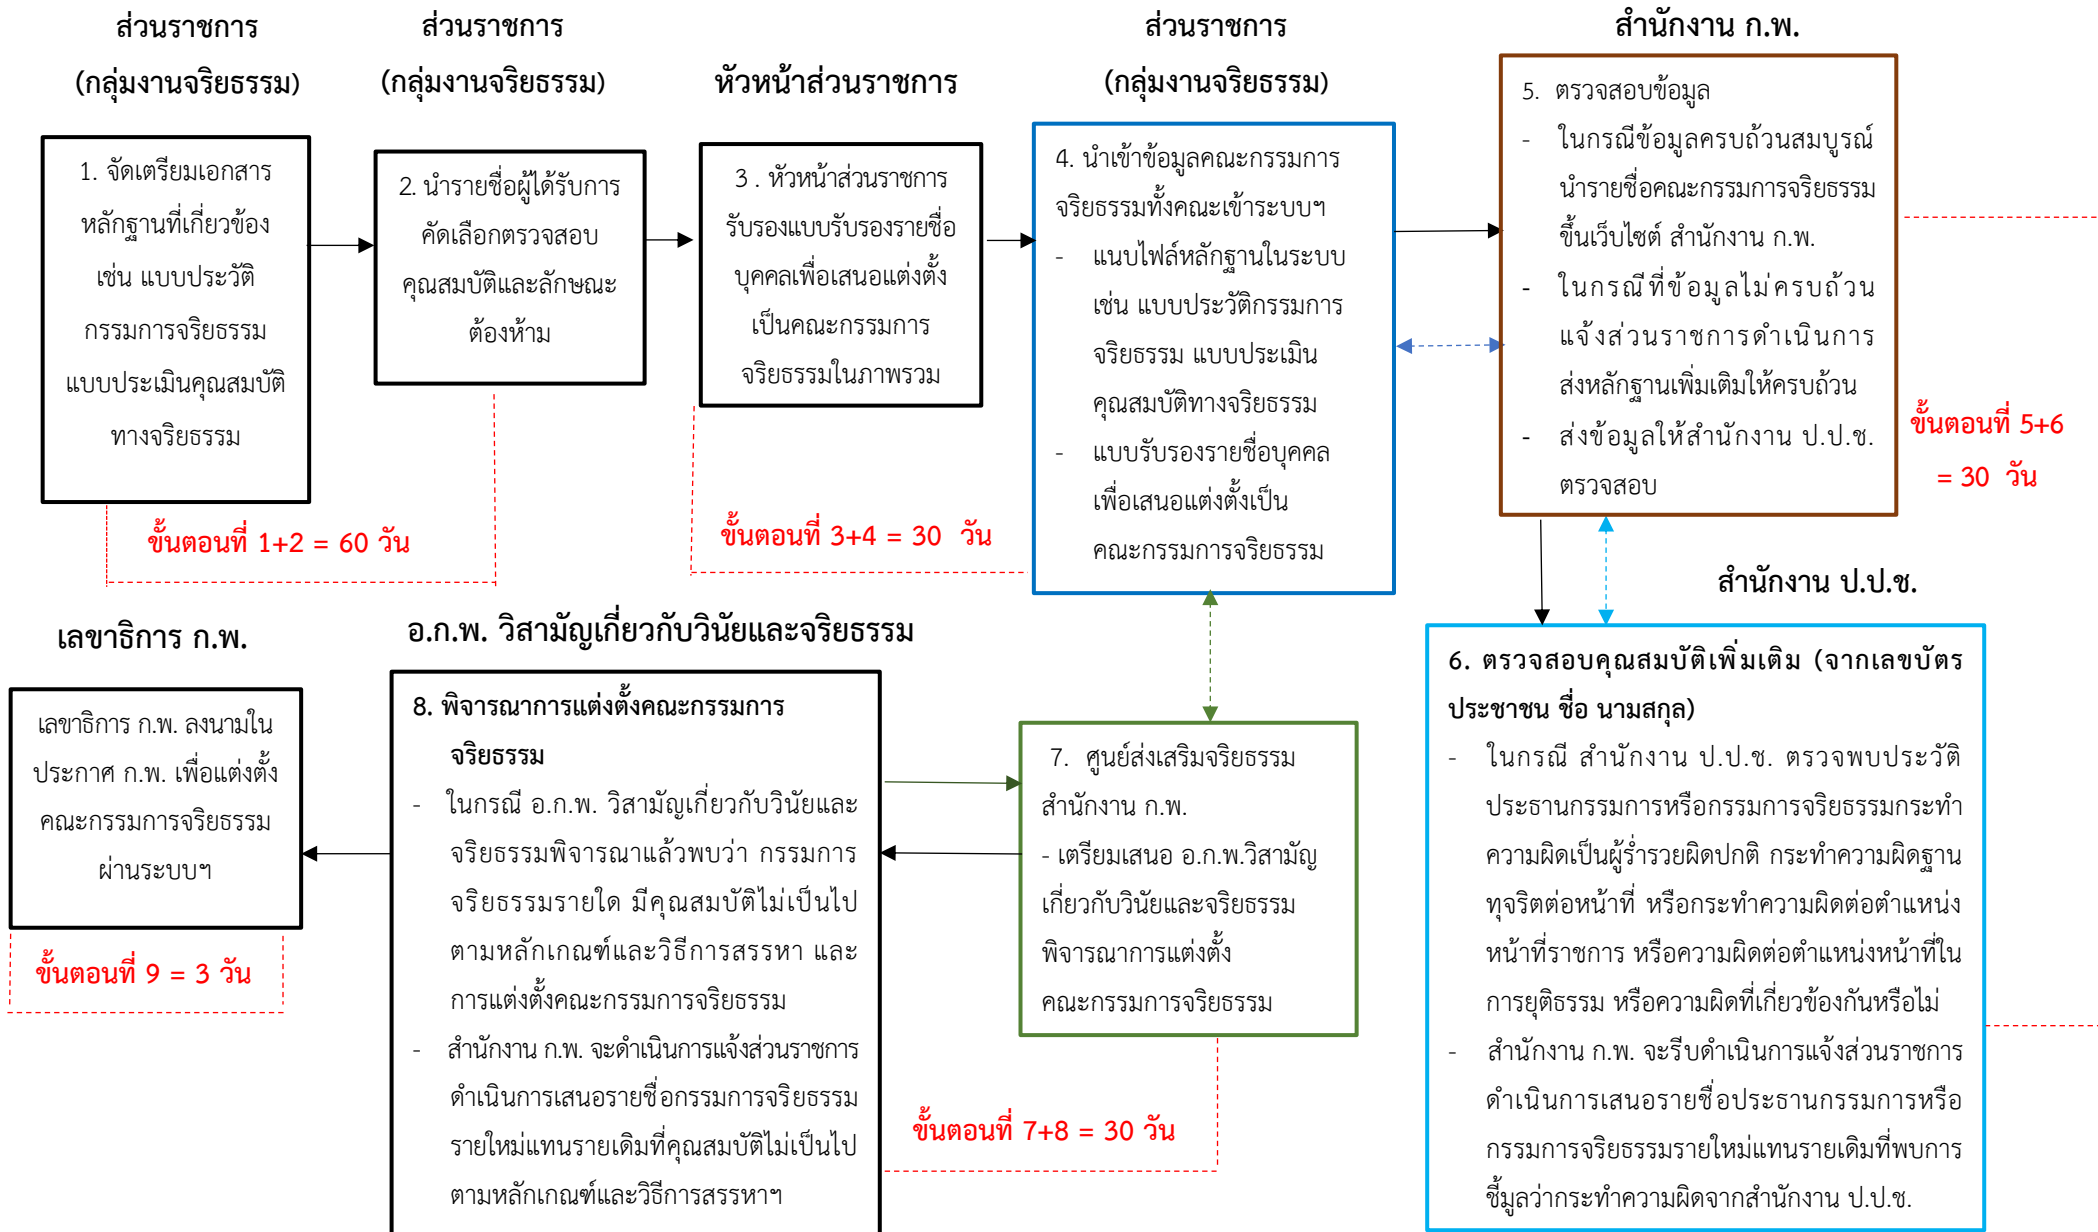 ส่วนราชการ
(กลุ่มงานจริยธรรม)
1. จัดเตรียมเอกสาร
หลักฐานที่เกี่ยวข้อง
เช่น แบบประวัติ
กรรมการจริยธรรม
แบบประเมินคุณสมบัติ
ทางจริยธรรม
ส่วนราชการ
(กลุ่มงานจริยธรรม)
2. นำรายชื่อผู้ได้รับการ
คัดเลือกตรวจสอบ
คุณสมบัติและลักษณะ
ต้องห้าม
ขั้นตอนที่ 1+2 = 60 วัน
หัวหน้าส่วนราชการ
3 . หัวหน้าส่วนราชการ
รับรองแบบรับรองรายชื่อ
บุคคลเพื่อเสนอแต่งตั้ง
เป็นคณะกรรมการ
จริยธรรมในภาพรวม
ส่วนราชการ
(กลุ่มงานจริยธรรม)
4. นำเข้าข้อมูลคณะกรรมการ
จริยธรรมทั้งคณะเข้าระบบฯ
- แนบไฟล์หลักฐานในระบบ
เช่น แบบประวัติกรรมการ
จริยธรรม แบบประเมิน
คุณสมบัติทางจริยธรรม
- แบบรับรองรายชื่อบุคคล
เพื่อเสนอแต่งตั้งเป็น
คณะกรรมการจริยธรรม
ขั้นตอนที่ 3+4 = 30 วัน
สำนักงาน ก.พ.
5. ตรวจสอบข้อมูล
- ในกรณีข้อมูลครบถ้วนสมบูรณ์
นำรายชื่อคณะกรรมการจริยธรรม
ขึ้นเว็บไซต์ สำนักงาน ก.พ.
- ในกรณีที่ข้อมูลไม่ครบถ้วน
แจ้งส่วนราชการดำเนินการ
ส่งหลักฐานเพิ่มเติมให้ครบถ้วน
- ส่งข้อมูลให้สำนักงาน ป.ป.ช.
ตรวจสอบ
ขั้นตอนที่ 5+6
= 30 วัน
สำนักงาน ป.ป.ช.
6. ตรวจสอบคุณสมบัติเพิ่มเติม (จากเลขบัตร
ประชาชน ชื่อ นามสกุล)
- ในกรณี สำนักงาน ป.ป.ช. ตรวจพบประวัติ
ประธานกรรมการหรือกรรมการจริยธรรมกระทำ
ความผิดเป็นผู้ร่ำรวยผิดปกติ กระทำความผิดฐาน
ทุจริตต่อหน้าที่ หรือกระทำความผิดต่อตำแหน่ง
หน้าที่ราชการ หรือความผิดต่อตำแหน่งหน้าที่ใน
การยุติธรรม หรือความผิดที่เกี่ยวข้องกันหรือไม่
- สำนักงาน ก.พ. จะรีบดำเนินการแจ้งส่วนราชการ
ดำเนินการเสนอรายชื่อประธานกรรมการหรือ
กรรมการจริยธรรมรายใหม่แทนรายเดิมที่พบการ
ชี้มูลว่ากระทำความผิดจากสำนักงาน ป.ป.ช.
7. ศูนย์ส่งเสริมจริยธรรม
สำนักงาน ก.พ.
- เตรียมเสนอ อ.ก.พ.วิสามัญ
เกี่ยวกับวินัยและจริยธรรม
พิจารณาการแต่งตั้ง
คณะกรรมการจริยธรรม
อ.ก.พ. วิสามัญเกี่ยวกับวินัยและจริยธรรม
8. พิจารณาการแต่งตั้งคณะกรรมการ
จริยธรรม
- ในกรณี อ.ก.พ. วิสามัญเกี่ยวกับวินัยและ
จริยธรรมพิจารณาแล้วพบว่า กรรมการ
จริยธรรมรายใด มีคุณสมบัติไม่เป็นไป
ตามหลักเกณฑ์และวิธีการสรรหา และ
การแต่งตั้งคณะกรรมการจริยธรรม
- สำนักงาน ก.พ. จะดำเนินการแจ้งส่วนราชการ
ดำเนินการเสนอรายชื่อกรรมการจริยธรรม
รายใหม่แทนรายเดิมที่คุณสมบัติไม่เป็นไป
ตามหลักเกณฑ์และวิธีการสรรหาฯ
ขั้นตอนที่ 7+8 = 30 วัน
เลขาธิการ ก.พ.
เลขาธิการ ก.พ. ลงนามใน
ประกาศ ก.พ. เพื่อแต่งตั้ง
คณะกรรมการจริยธรรม
ผ่านระบบฯ
ขั้นตอนที่ 9 = 3 วัน